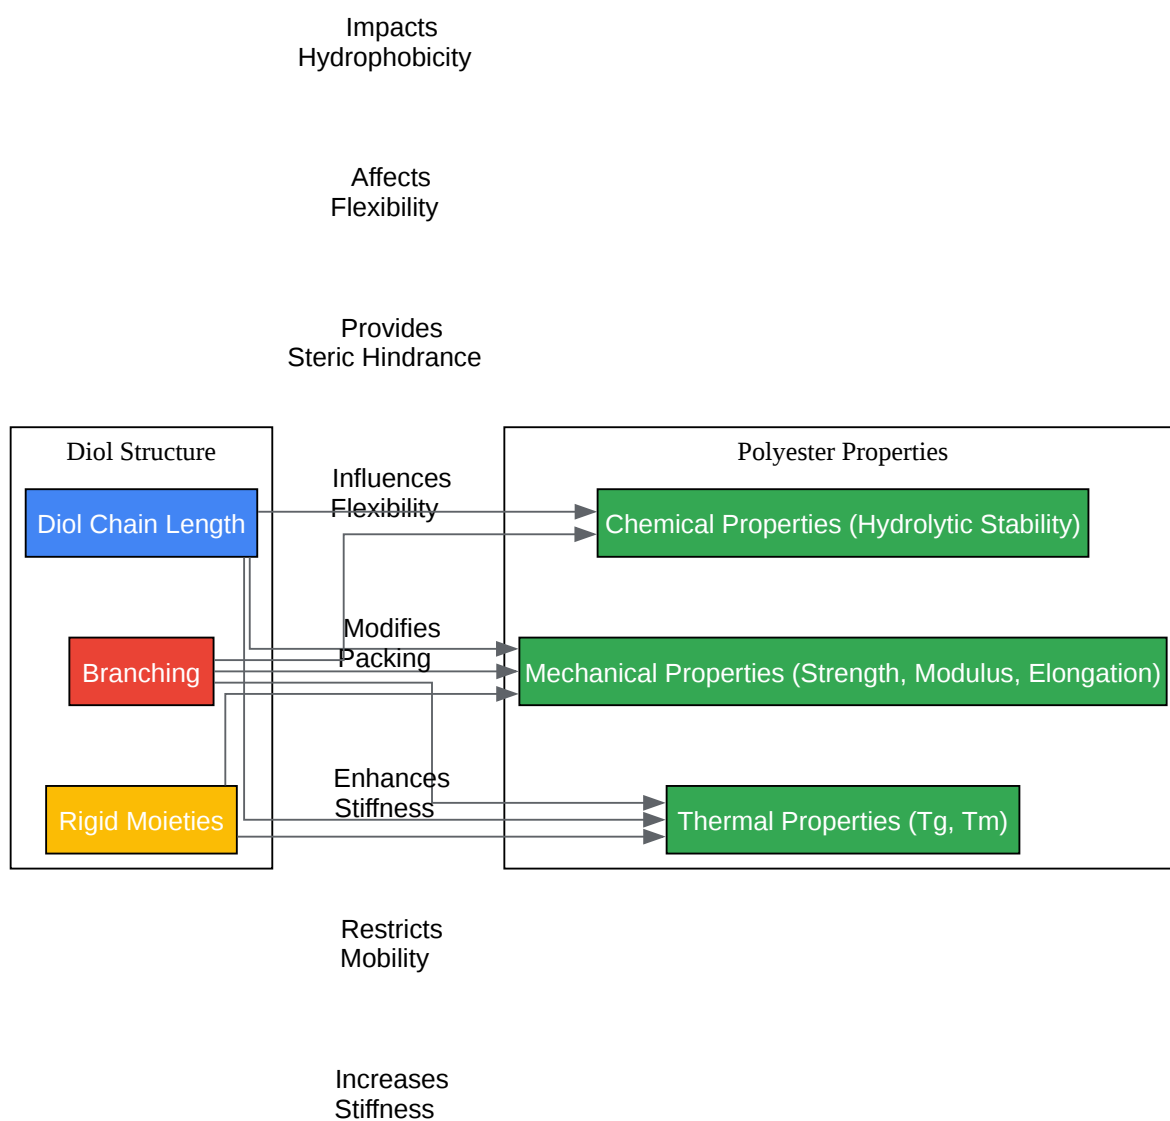 Impacts
Hydrophobicity
Affects
Flexibility
Provides
Steric Hindrance
Diol Structure
Polyester Properties
Influences
Flexibility
Diol Chain Length
Chemical Properties (Hydrolytic Stability)
Modifies
Packing
Branching
Mechanical Properties (Strength, Modulus, Elongation)
Enhances
Stiffness
Rigid Moieties
Thermal Properties (Tg, Tm)
Restricts
Mobility
Increases
Stiffness